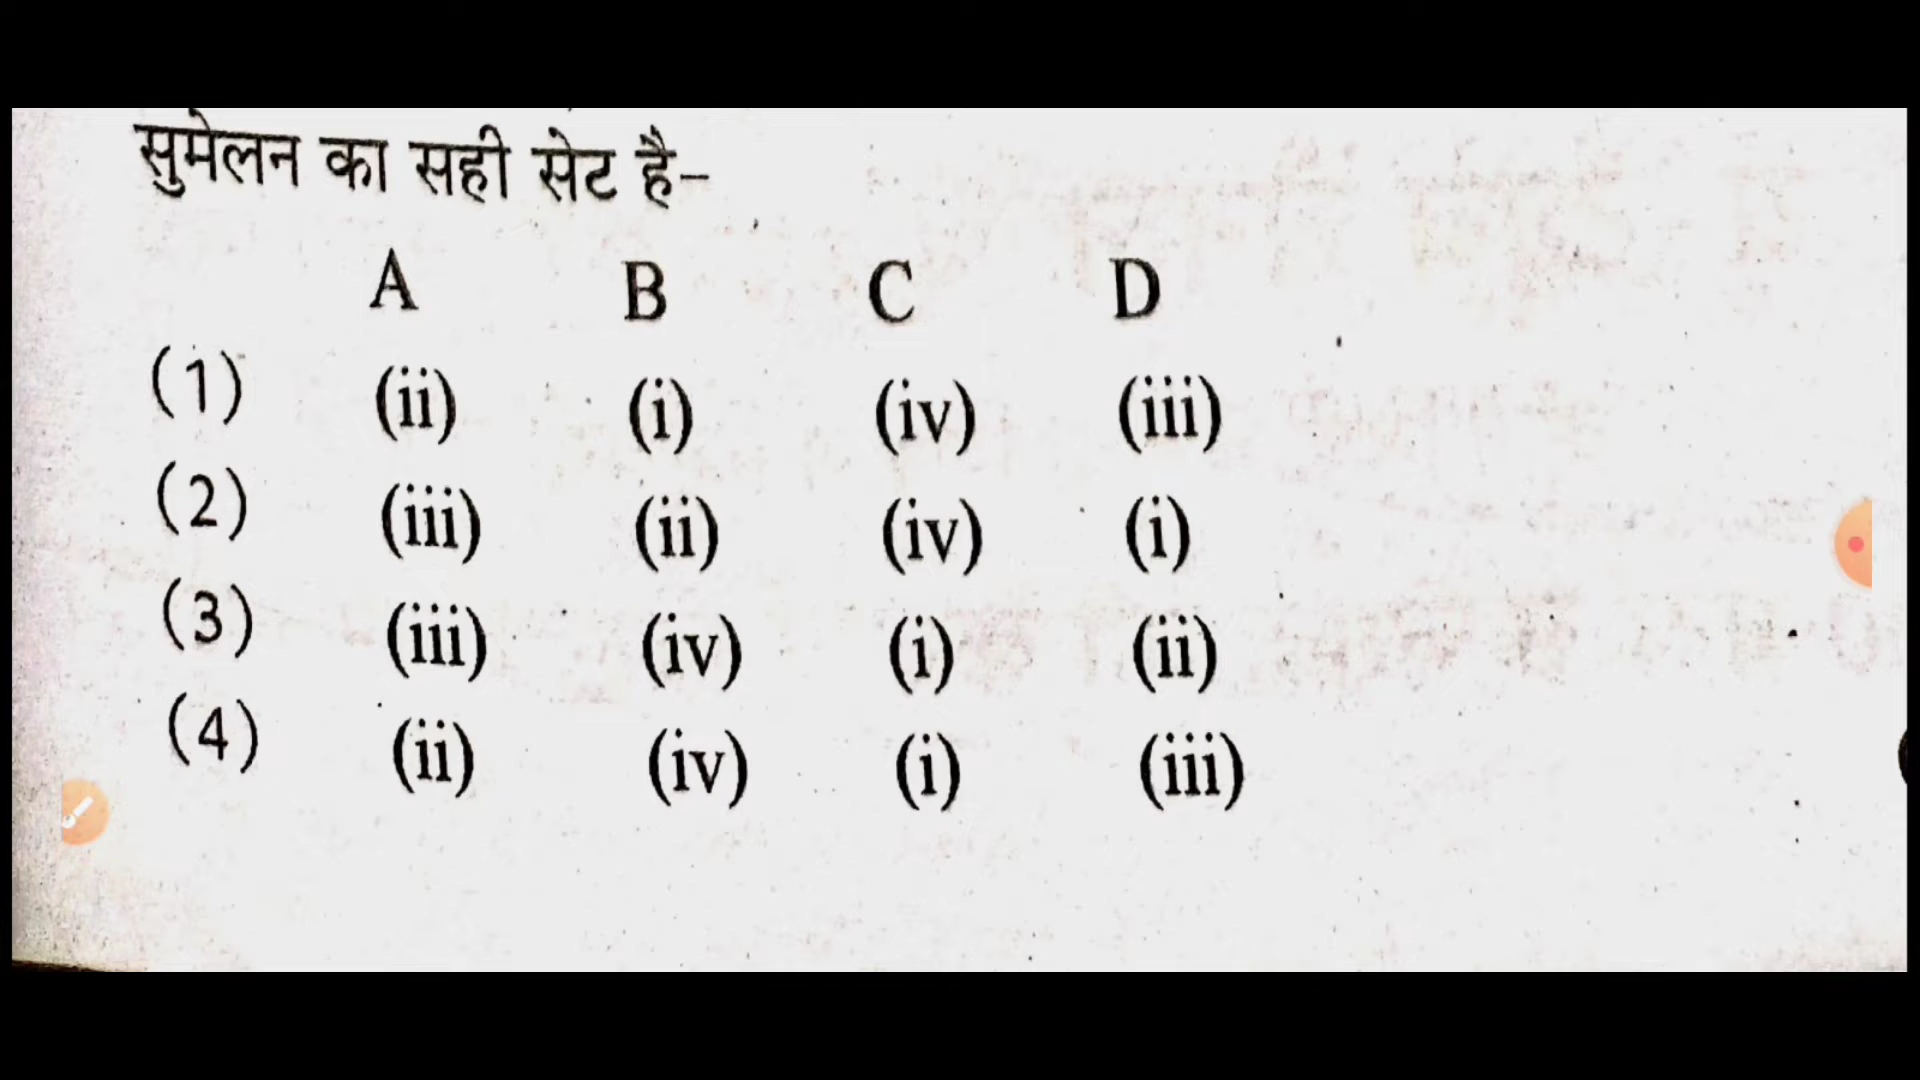 सुमेलन का सही सेट है–
A B C D
(1) (ii) (i) (iv) (iii)
(2) (iii) (ii) (iv) (i)
(3) (iii) (iv) (i) (ii)
(4) (ii) (iv) (i) (iii)